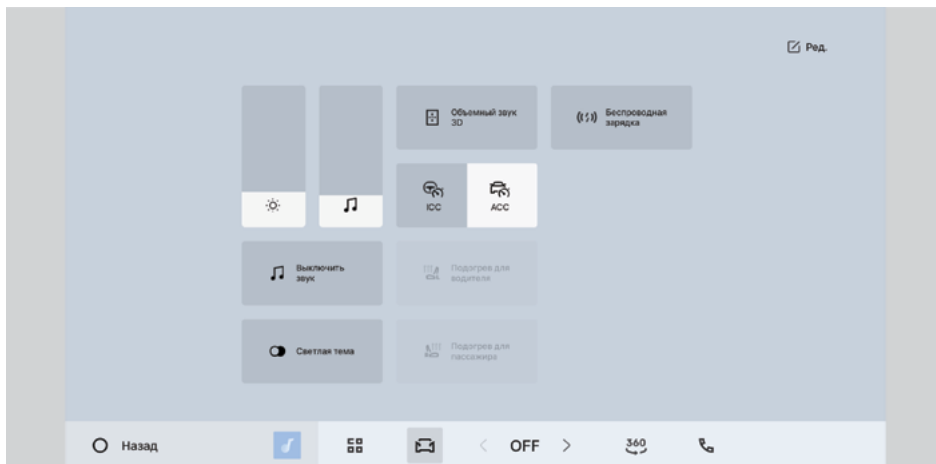 Ред.
Объемный звук
3D
Беспроводная
зарядка
ICC
ACC
Выключить
звук
Подогрев для
водителя
Светлая тема
Подогрев для
пассажира
Назад
OFF
360